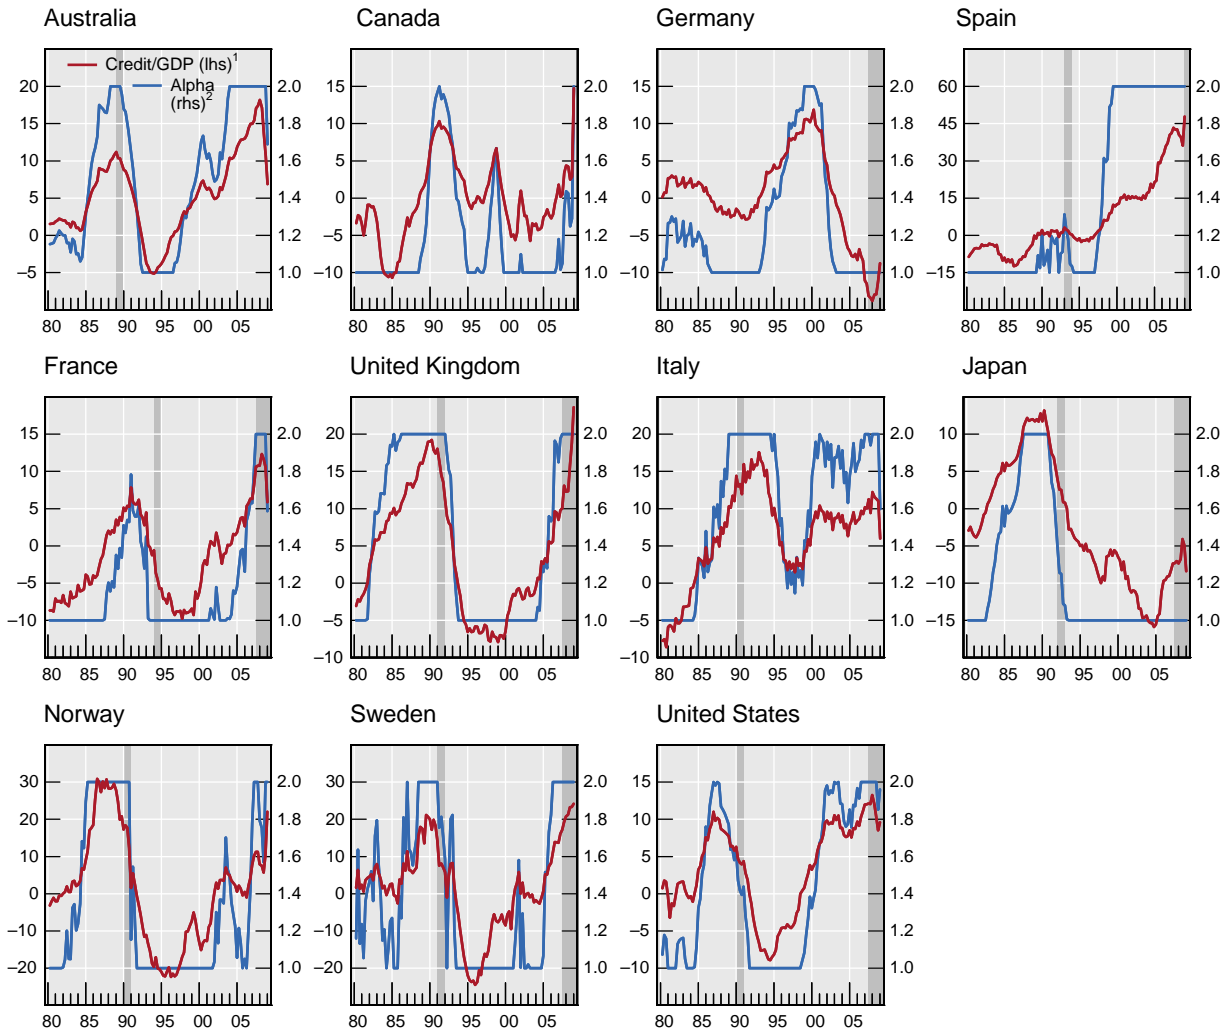 Australia Canada Germany Spain
Credit/GDP (lhs)1
Alpha
(rhs)2
20 2.0 15 2.0 15 2.0 60 2.0
15 1.8 10 1.8 10 1.8 45 1.8
10 1.6 5 1.6 5 1.6 30 1.6
5 1.4 0 1.4 0 1.4 15 1.4
0 1.2 –5 1.2 –5 1.2 0 1.2
–5 1.0 –10 1.0 –10 1.0 –15 1.0
80 85 90 95 00 05 80 85 90 95 00 05 80 85 90 95 00 05 80 85 90 95 00 05
France United Kingdom Italy Japan
15 2.0 20 2.0 20 2.0 10 2.0
10 1.8 15 1.8 15 1.8 5 1.8
5 1.6 10 1.6 10 1.6 0 1.6
0 1.4 5 1.4 5 1.4 –5 1.4
–5 1.2 0 1.2 0 1.2 –10 1.2
–10 1.0 –5 1.0 –5 1.0 –15 1.0
–10 –10
80 85 90 95 00 05 80 85 90 95 00 05 80 85 90 95 00 05 80 85 90 95 00 05
Norway Sweden United States
30 2.0 30 2.0 15 2.0
20 1.8 20 1.8 10 1.8
10 1.6 10 1.6 5 1.6
0 1.4 0 1.4 0 1.4
–10 1.2 –10 1.2 –5 1.2
–20 1.0 –20 1.0 –10 1.0
80 85 90 95 00 05 80 85 90 95 00 05 80 85 90 95 00 05